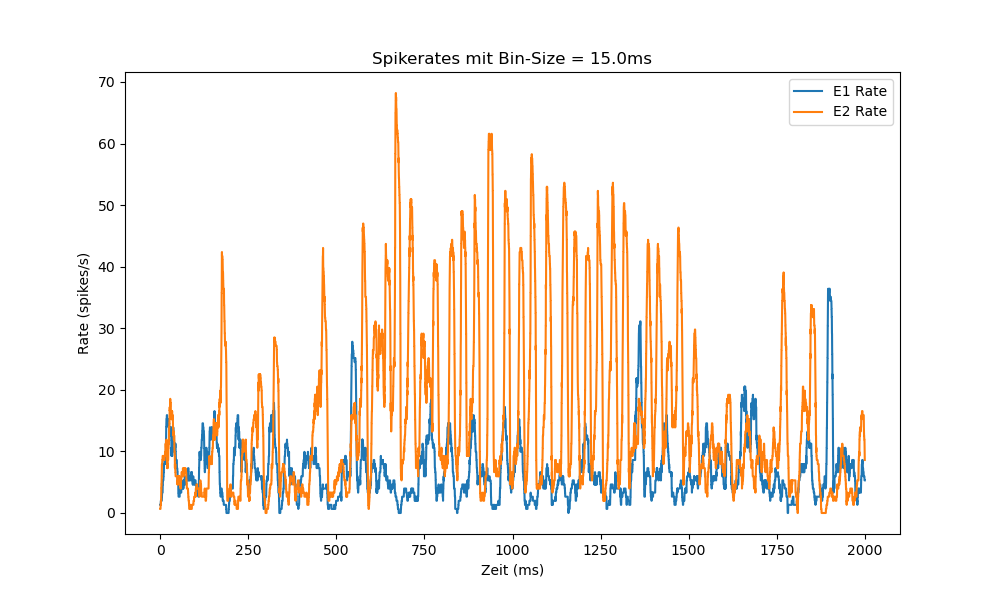 Spikerates mit Bin-Size = 15.0ms
E1 Rate
E2 Rate
70
60
50
40
30
20
10
0
Rate (spikes/s)
0 250 500 750 1000 1250 1500 1750 2000
Zeit (ms)